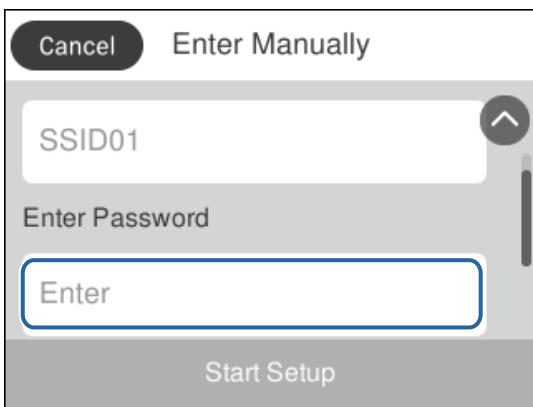 Cancel Enter Manually
SSID01
Enter Password
Enter
Start Setup